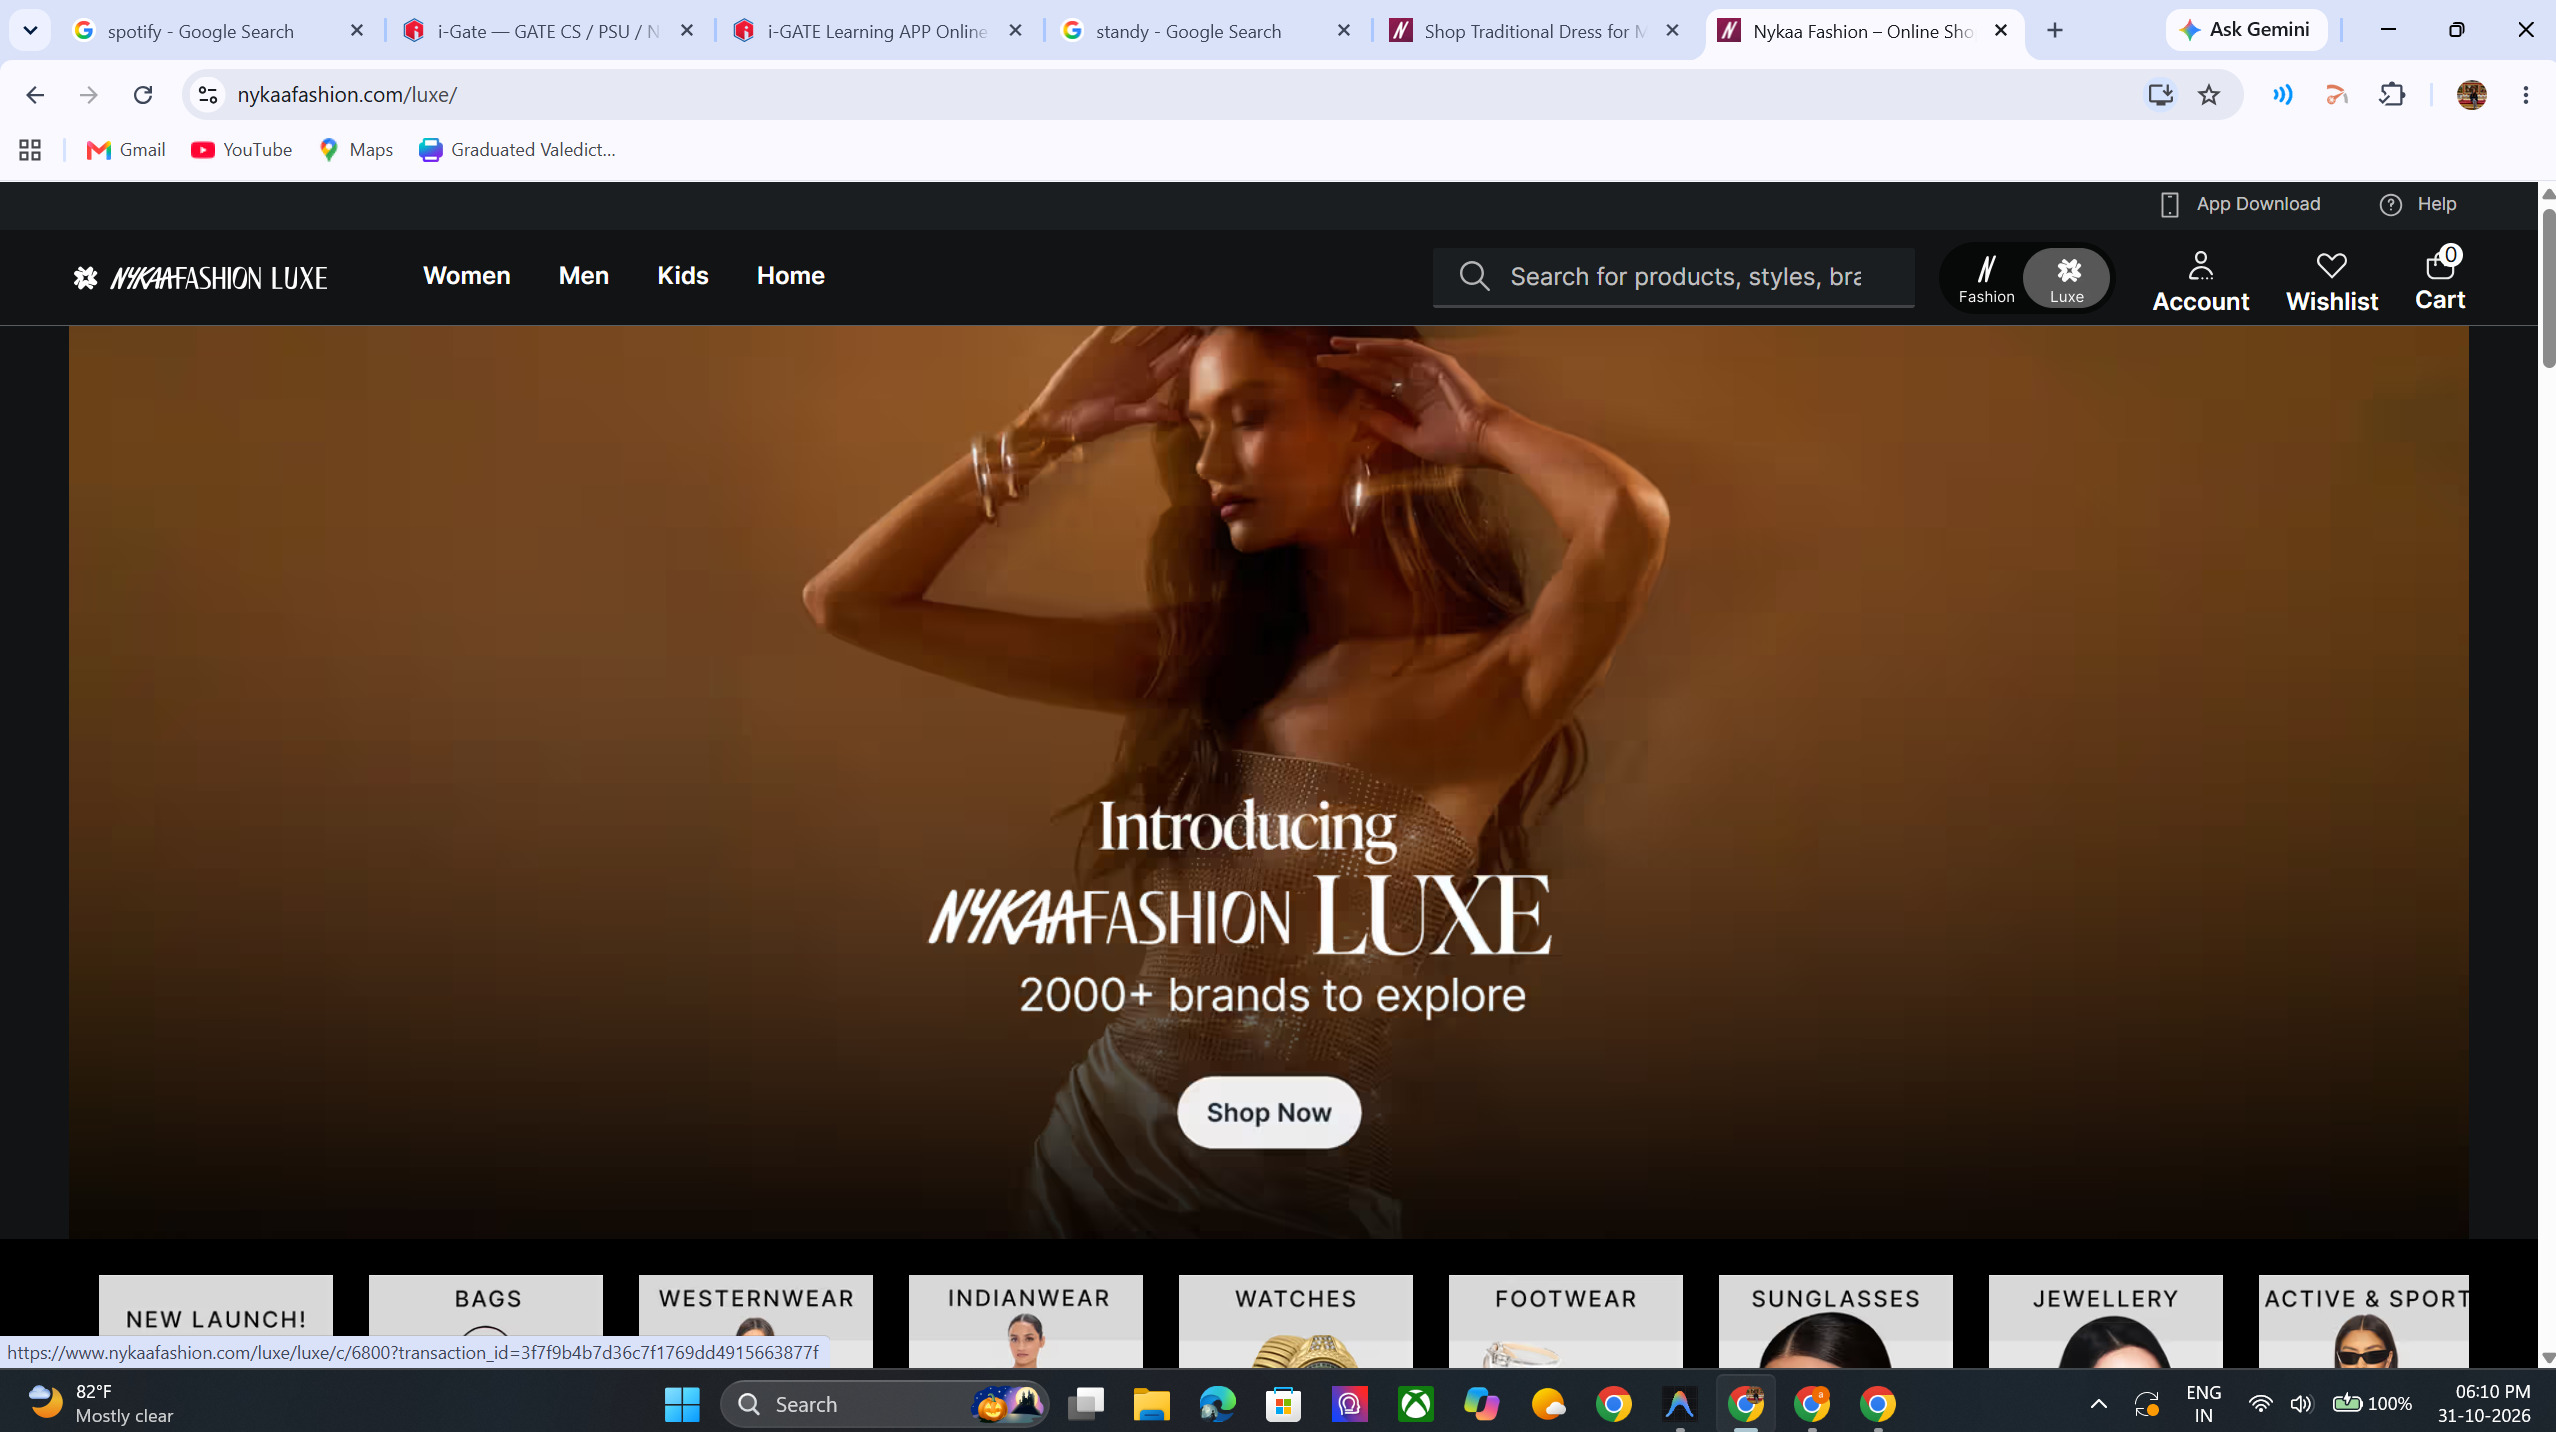 spotify - Google Search
i-Gate — GATE CS / PSU / N
i-GATE Learning APP Online
standy - Google Search
Shop Traditional Dress for M
Nykaa Fashion – Online Sho
Ask Gemini
nykaafashion.com/luxe/
Gmail
YouTube
Maps
Graduated Valedict...
App Download
Help
NYKAAFASHION LUXE
Women
Men
Kids
Home
Search for products, styles, bra
Fashion
Luxe
Account
Wishlist
0
Cart
Introducing
NYKAAFASHION LUXE
2000+ brands to explore
Shop Now
NEW LAUNCH!
BAGS
WESTERNWEAR
INDIANWEAR
WATCHES
FOOTWEAR
SUNGLASSES
JEWELLERY
ACTIVE & SPORT
https://www.nykaafashion.com/luxe/luxe/c/6800?transaction_id=3f7f9b4b7d36c7f1769dd4915663877f
82°F
Mostly clear
Search
ENG
IN
100%
06:10 PM
31-10-2026